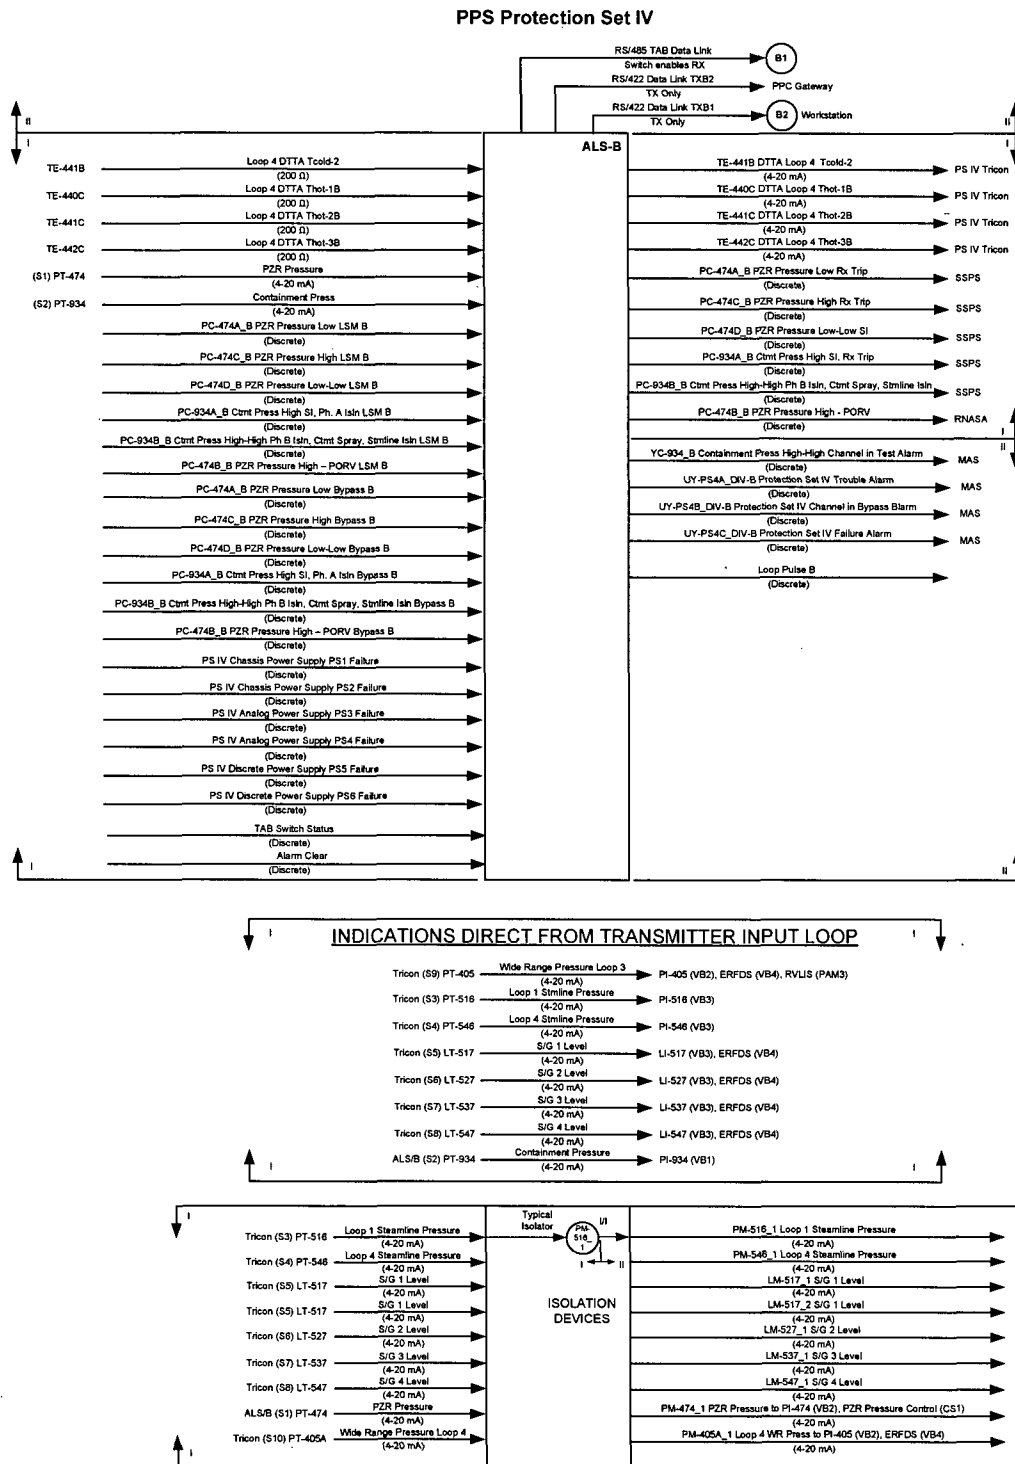 PPS Protection Set IV
RS/485 TAB Data Link
Switch enables RX
B1
RS/422 Data Link TXB2
TX Only
PPC Gateway
RS/422 Data Link TXB1
TX Only
B2 Workstation
II
I
II
I
ALS-B
TE-441B Loop 4 DTTA Tcold-2
(200 Ω)
TE-440C Loop 4 DTTA Thot-1B
(200 Ω)
TE-441C Loop 4 DTTA Thot-2B
(200 Ω)
TE-442C Loop 4 DTTA Thot-3B
(200 Ω)
(S1) PT-474 PZR Pressure
(4-20 mA)
(S2) PT-934 Containment Press
(4-20 mA)
PC-474A_B PZR Pressure Low LSM B
(Discrete)
PC-474C_B PZR Pressure High LSM B
(Discrete)
PC-474D_B PZR Pressure Low-Low LSM B
(Discrete)
PC-934A_B Ctmt Press High SI, Ph. A Isln LSM B
(Discrete)
PC-934B_B Ctmt Press High-High Ph B Isln, Ctmt Spray, Stmline Isln LSM B
(Discrete)
PC-474B_B PZR Pressure High – PORV LSM B
(Discrete)
PC-474A_B PZR Pressure Low Bypass B
(Discrete)
PC-474C_B PZR Pressure High Bypass B
(Discrete)
PC-474D_B PZR Pressure Low-Low Bypass B
(Discrete)
PC-934A_B Ctmt Press High SI, Ph. A Isln Bypass B
(Discrete)
PC-934B_B Ctmt Press High-High Ph B Isln, Ctmt Spray, Stmline Isln Bypass B
(Discrete)
PC-474B_B PZR Pressure High – PORV Bypass B
(Discrete)
PS IV Chassis Power Supply PS1 Failure
(Discrete)
PS IV Chassis Power Supply PS2 Failure
(Discrete)
PS IV Analog Power Supply PS3 Failure
(Discrete)
PS IV Analog Power Supply PS4 Failure
(Discrete)
PS IV Discrete Power Supply PS5 Failure
(Discrete)
PS IV Discrete Power Supply PS6 Failure
(Discrete)
TAB Switch Status
(Discrete)
Alarm Clear
(Discrete)
I
TE-441B DTTA Loop 4 Tcold-2 PS IV Tricon
(4-20 mA)
TE-440C DTTA Loop 4 Thot-1B PS IV Tricon
(4-20 mA)
TE-441C DTTA Loop 4 Thot-2B PS IV Tricon
(4-20 mA)
TE-442C DTTA Loop 4 Thot-3B PS IV Tricon
(4-20 mA)
PC-474A_B PZR Pressure Low Rx Trip SSPS
(Discrete)
PC-474C_B PZR Pressure High Rx Trip SSPS
(Discrete)
PC-474D_B PZR Pressure Low-Low SI SSPS
(Discrete)
PC-934A_B Ctmt Press High SI, Rx Trip SSPS
(Discrete)
PC-934B_B Ctmt Press High-High Ph B Isln, Ctmt Spray, Stmline Isln SSPS
(Discrete)
PC-474B_B PZR Pressure High - PORV RNASA
(Discrete)
I
II
YC-934_B Containment Press High-High Channel in Test Alarm MAS
(Discrete)
UY-PS4A_DIV-B Protection Set IV Trouble Alarm MAS
(Discrete)
UY-PS4B_DIV-B Protection Set IV Channel in Bypass Blarm MAS
(Discrete)
UY-PS4C_DIV-B Protection Set IV Failure Alarm MAS
(Discrete)
Loop Pulse B
(Discrete)
II
I
I
INDICATIONS DIRECT FROM TRANSMITTER INPUT LOOP
Tricon (S9) PT-405 Wide Range Pressure Loop 3 PI-405 (VB2), ERFDS (VB4), RVLIS (PAM3)
(4-20 mA)
Tricon (S3) PT-516 Loop 1 Stmline Pressure PI-516 (VB3)
(4-20 mA)
Tricon (S4) PT-546 Loop 4 Stmline Pressure PI-546 (VB3)
(4-20 mA)
Tricon (S5) LT-517 S/G 1 Level LI-517 (VB3), ERFDS (VB4)
(4-20 mA)
Tricon (S6) LT-527 S/G 2 Level LI-527 (VB3), ERFDS (VB4)
(4-20 mA)
Tricon (S7) LT-537 S/G 3 Level LI-537 (VB3), ERFDS (VB4)
(4-20 mA)
Tricon (S8) LT-547 S/G 4 Level LI-547 (VB3), ERFDS (VB4)
(4-20 mA)
ALS/B (S2) PT-934 Containment Pressure PI-934 (VB1)
(4-20 mA)
I
I
I
Typical
Isolator
PM-
516_
1
I/I
I II
ISOLATION
DEVICES
Tricon (S3) PT-516 Loop 1 Steamline Pressure
(4-20 mA)
Tricon (S4) PT-546 Loop 4 Steamline Pressure
(4-20 mA)
Tricon (S5) LT-517 S/G 1 Level
(4-20 mA)
Tricon (S5) LT-517 S/G 1 Level
(4-20 mA)
Tricon (S6) LT-527 S/G 2 Level
(4-20 mA)
Tricon (S7) LT-537 S/G 3 Level
(4-20 mA)
Tricon (S8) LT-547 S/G 4 Level
(4-20 mA)
ALS/B (S1) PT-474 PZR Pressure
(4-20 mA)
Tricon (S10) PT-405A Wide Range Pressure Loop 4
(4-20 mA)
I
PM-516_1 Loop 1 Steamline Pressure
(4-20 mA)
PM-546_1 Loop 4 Steamline Pressure
(4-20 mA)
LM-517_1 S/G 1 Level
(4-20 mA)
LM-517_2 S/G 1 Level
(4-20 mA)
LM-527_1 S/G 2 Level
(4-20 mA)
LM-537_1 S/G 3 Level
(4-20 mA)
LM-547_1 S/G 4 Level
(4-20 mA)
PM-474_1 PZR Pressure to PI-474 (VB2), PZR Pressure Control (CS1)
(4-20 mA)
PM-405A_1 Loop 4 WR Press to PI-405 (VB2), ERFDS (VB4)
(4-20 mA)